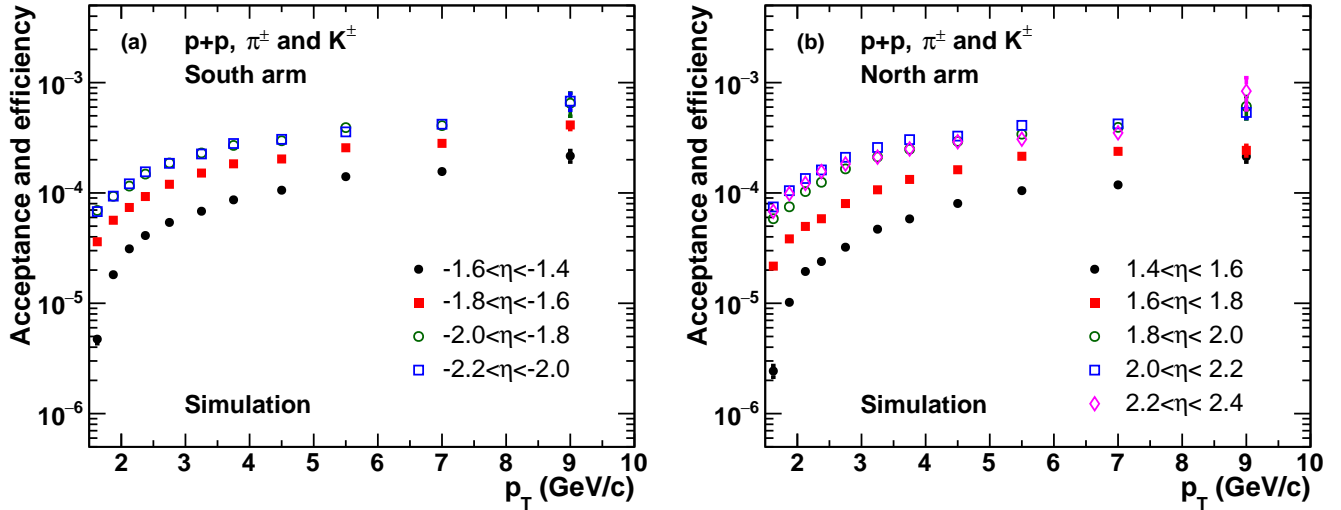 (a) p+p, π± and K±
South arm
Acceptance and efficiency
10⁻³
10⁻⁴
10⁻⁵
10⁻⁶
-1.6<η<-1.4
-1.8<η<-1.6
-2.0<η<-1.8
-2.2<η<-2.0
Simulation
2 3 4 5 6 7 8 9 10
p_T (GeV/c)
(b) p+p, π± and K±
North arm
Acceptance and efficiency
10⁻³
10⁻⁴
10⁻⁵
10⁻⁶
1.4<η< 1.6
1.6<η< 1.8
1.8<η< 2.0
2.0<η< 2.2
2.2<η< 2.4
Simulation
2 3 4 5 6 7 8 9 10
p_T (GeV/c)